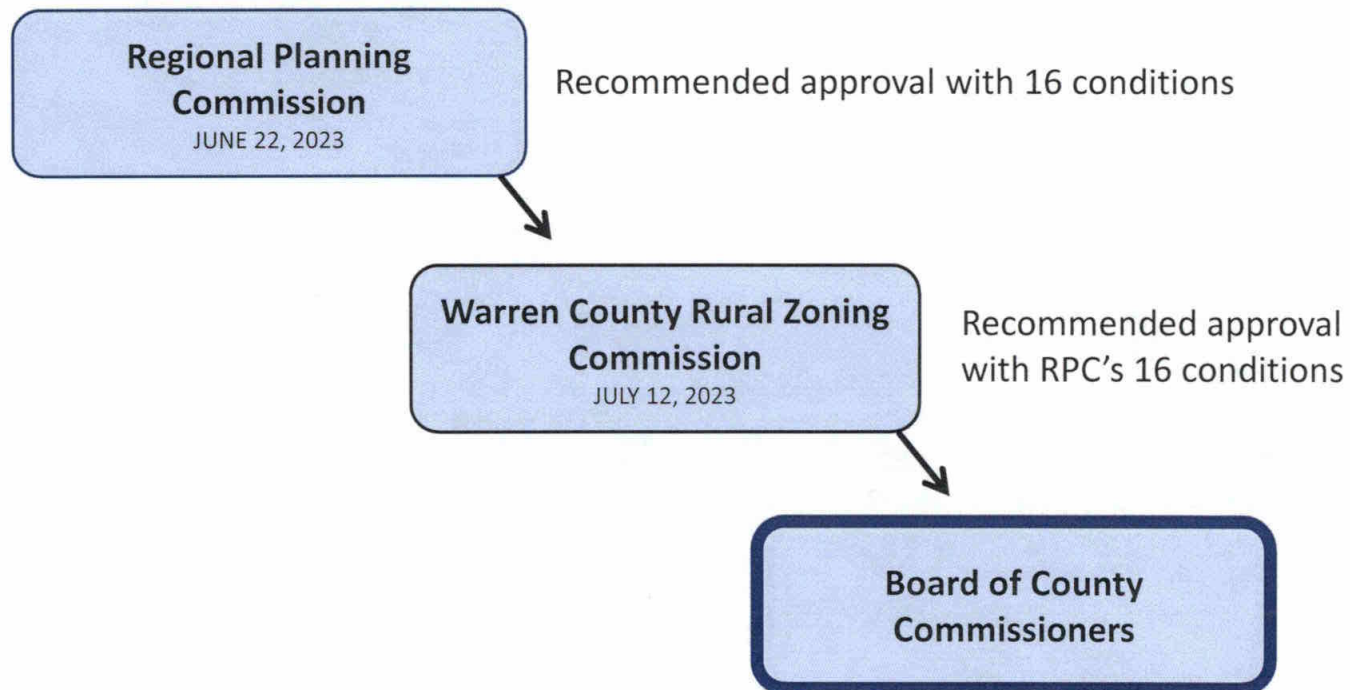 Regional Planning
Commission
JUNE 22, 2023
Recommended approval with 16 conditions
Warren County Rural Zoning
Commission
JULY 12, 2023
Recommended approval
with RPC's 16 conditions
Board of County
Commissioners